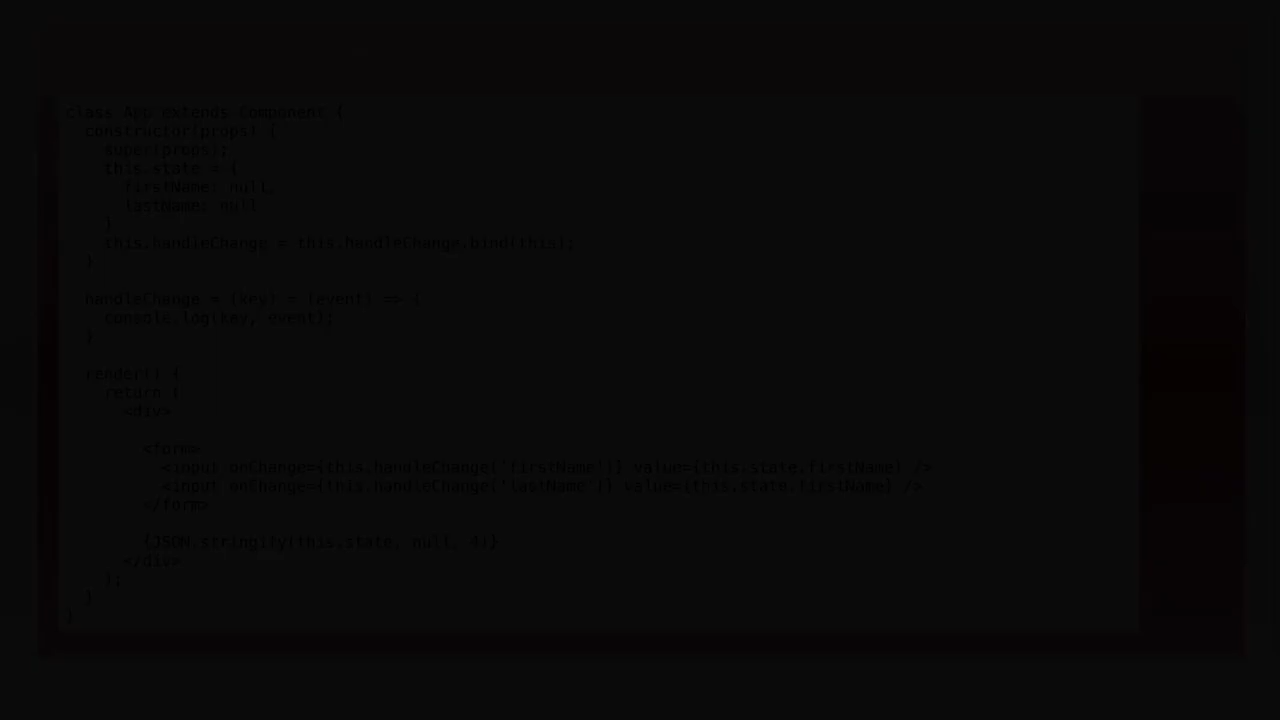 class App extends Component {
constructor(props) {
super(props);
this.state = {
firstName: null,
lastName: null
}
this.handleChange = this.handleChange.bind(this);
}
handleChange = (key) = (event) => {
console.log(key, event);
}
render() {
return (
<div>
<form>
<input onChange={this.handleChange("firstName")} value={this.state.firstName} />
<input onChange={this.handleChange("lastName")} value={this.state.firstName} />
</form>
{JSON.stringify(this.state, null, 4)}
</div>
);
}
}